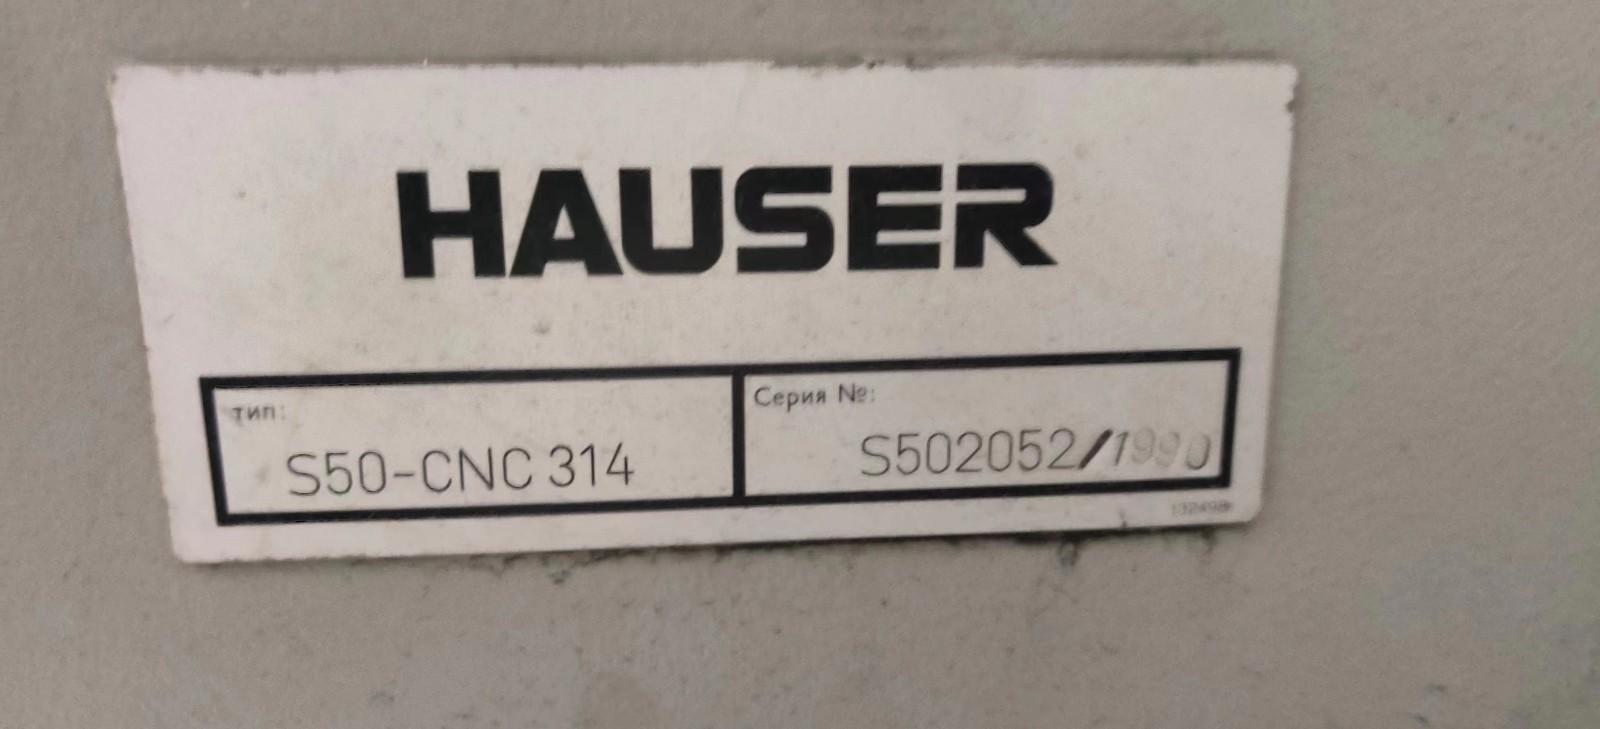 HAUSER
тип:
S50-CNC 314
Серия №:
S502052/1990